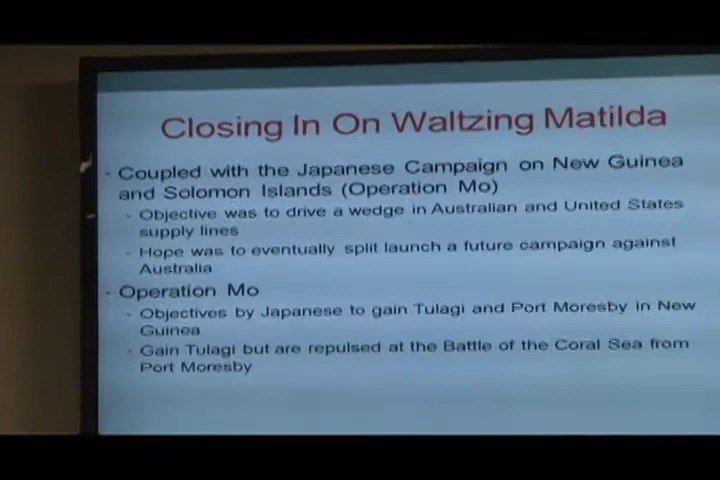 Closing In On Waltzing Matilda
- Coupled with the Japanese Campaign on New Guinea
and Solomon Islands (Operation Mo)
- Objective was to drive a wedge in Australian and United States
supply lines
- Hope was to eventually split launch a future campaign against
Australia
- Operation Mo
- Objectives by Japanese to gain Tulagi and Port Moresby in New
Guinea
- Gain Tulagi but are repulsed at the Battle of the Coral Sea from
Port Moresby